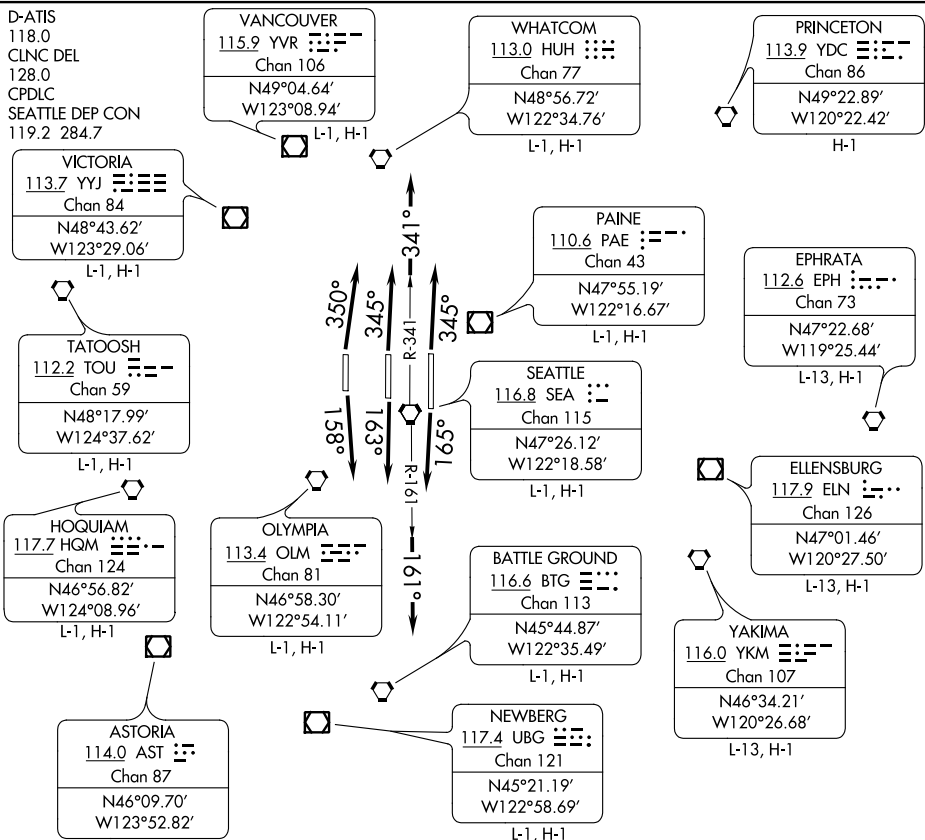 D-ATIS
118.0
CLNC DEL
128.0
CPDLC
SEATTLE DEP CON
119.2 284.7
VANCOUVER
115.9 YVR
Chan 106
N49°04.64′
W123°08.94′
L-1, H-1
WHATCOM
113.0 HUH
Chan 77
N48°56.72′
W122°34.76′
L-1, H-1
PRINCETON
113.9 YDC
Chan 86
N49°22.89′
W120°22.42′
H-1
VICTORIA
113.7 YYJ
Chan 84
N48°43.62′
W123°29.06′
L-1, H-1
PAINE
110.6 PAE
Chan 43
N47°55.19′
W122°16.67′
L-1, H-1
EPHRATA
112.6 EPH
Chan 73
N47°22.68′
W119°25.44′
L-13, H-1
341°
350°
345°
R-341
345°
TATOOSH
112.2 TOU
Chan 59
N48°17.99′
W124°37.62′
L-1, H-1
SEATTLE
116.8 SEA
Chan 115
N47°26.12′
W122°18.58′
L-1, H-1
158°
163°
R-161
165°
161°
ELLENSBURG
117.9 ELN
Chan 126
N47°01.46′
W120°27.50′
L-13, H-1
HOQUIAM
117.7 HQM
Chan 124
N46°56.82′
W124°08.96′
L-1, H-1
OLYMPIA
113.4 OLM
Chan 81
N46°58.30′
W122°54.11′
L-1, H-1
BATTLE GROUND
116.6 BTG
Chan 113
N45°44.87′
W122°35.49′
L-1, H-1
YAKIMA
116.0 YKM
Chan 107
N46°34.21′
W120°26.68′
L-13, H-1
ASTORIA
114.0 AST
Chan 87
N46°09.70′
W123°52.82′
NEWBERG
117.4 UBG
Chan 121
N45°21.19′
W122°58.69′
L-1, H-1